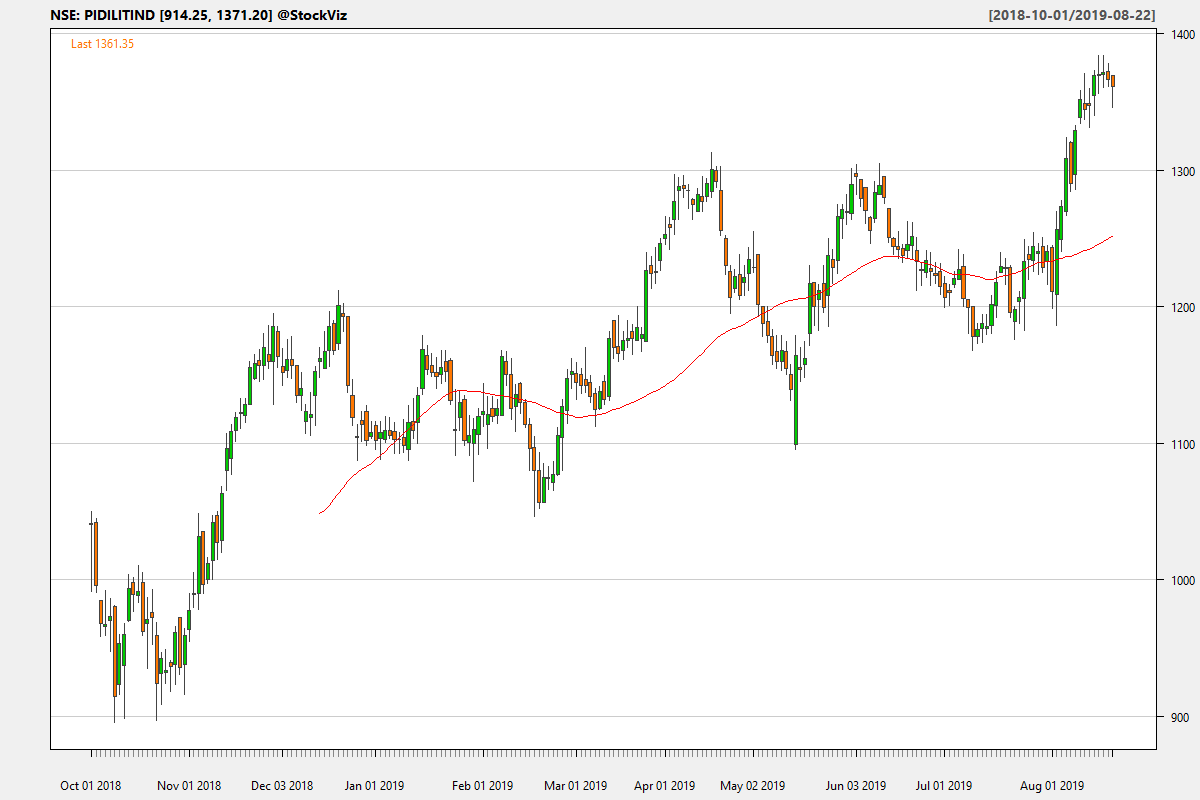 NSE: PIDILITIND [914.25, 1371.20] @StockViz [2018-10-01/2019-08-22]
Last 1361.35
1400
1300
1200
1100
1000
900
Oct 01 2018 Nov 01 2018 Dec 03 2018 Jan 01 2019 Feb 01 2019 Mar 01 2019 Apr 01 2019 May 02 2019 Jun 03 2019 Jul 01 2019 Aug 01 2019